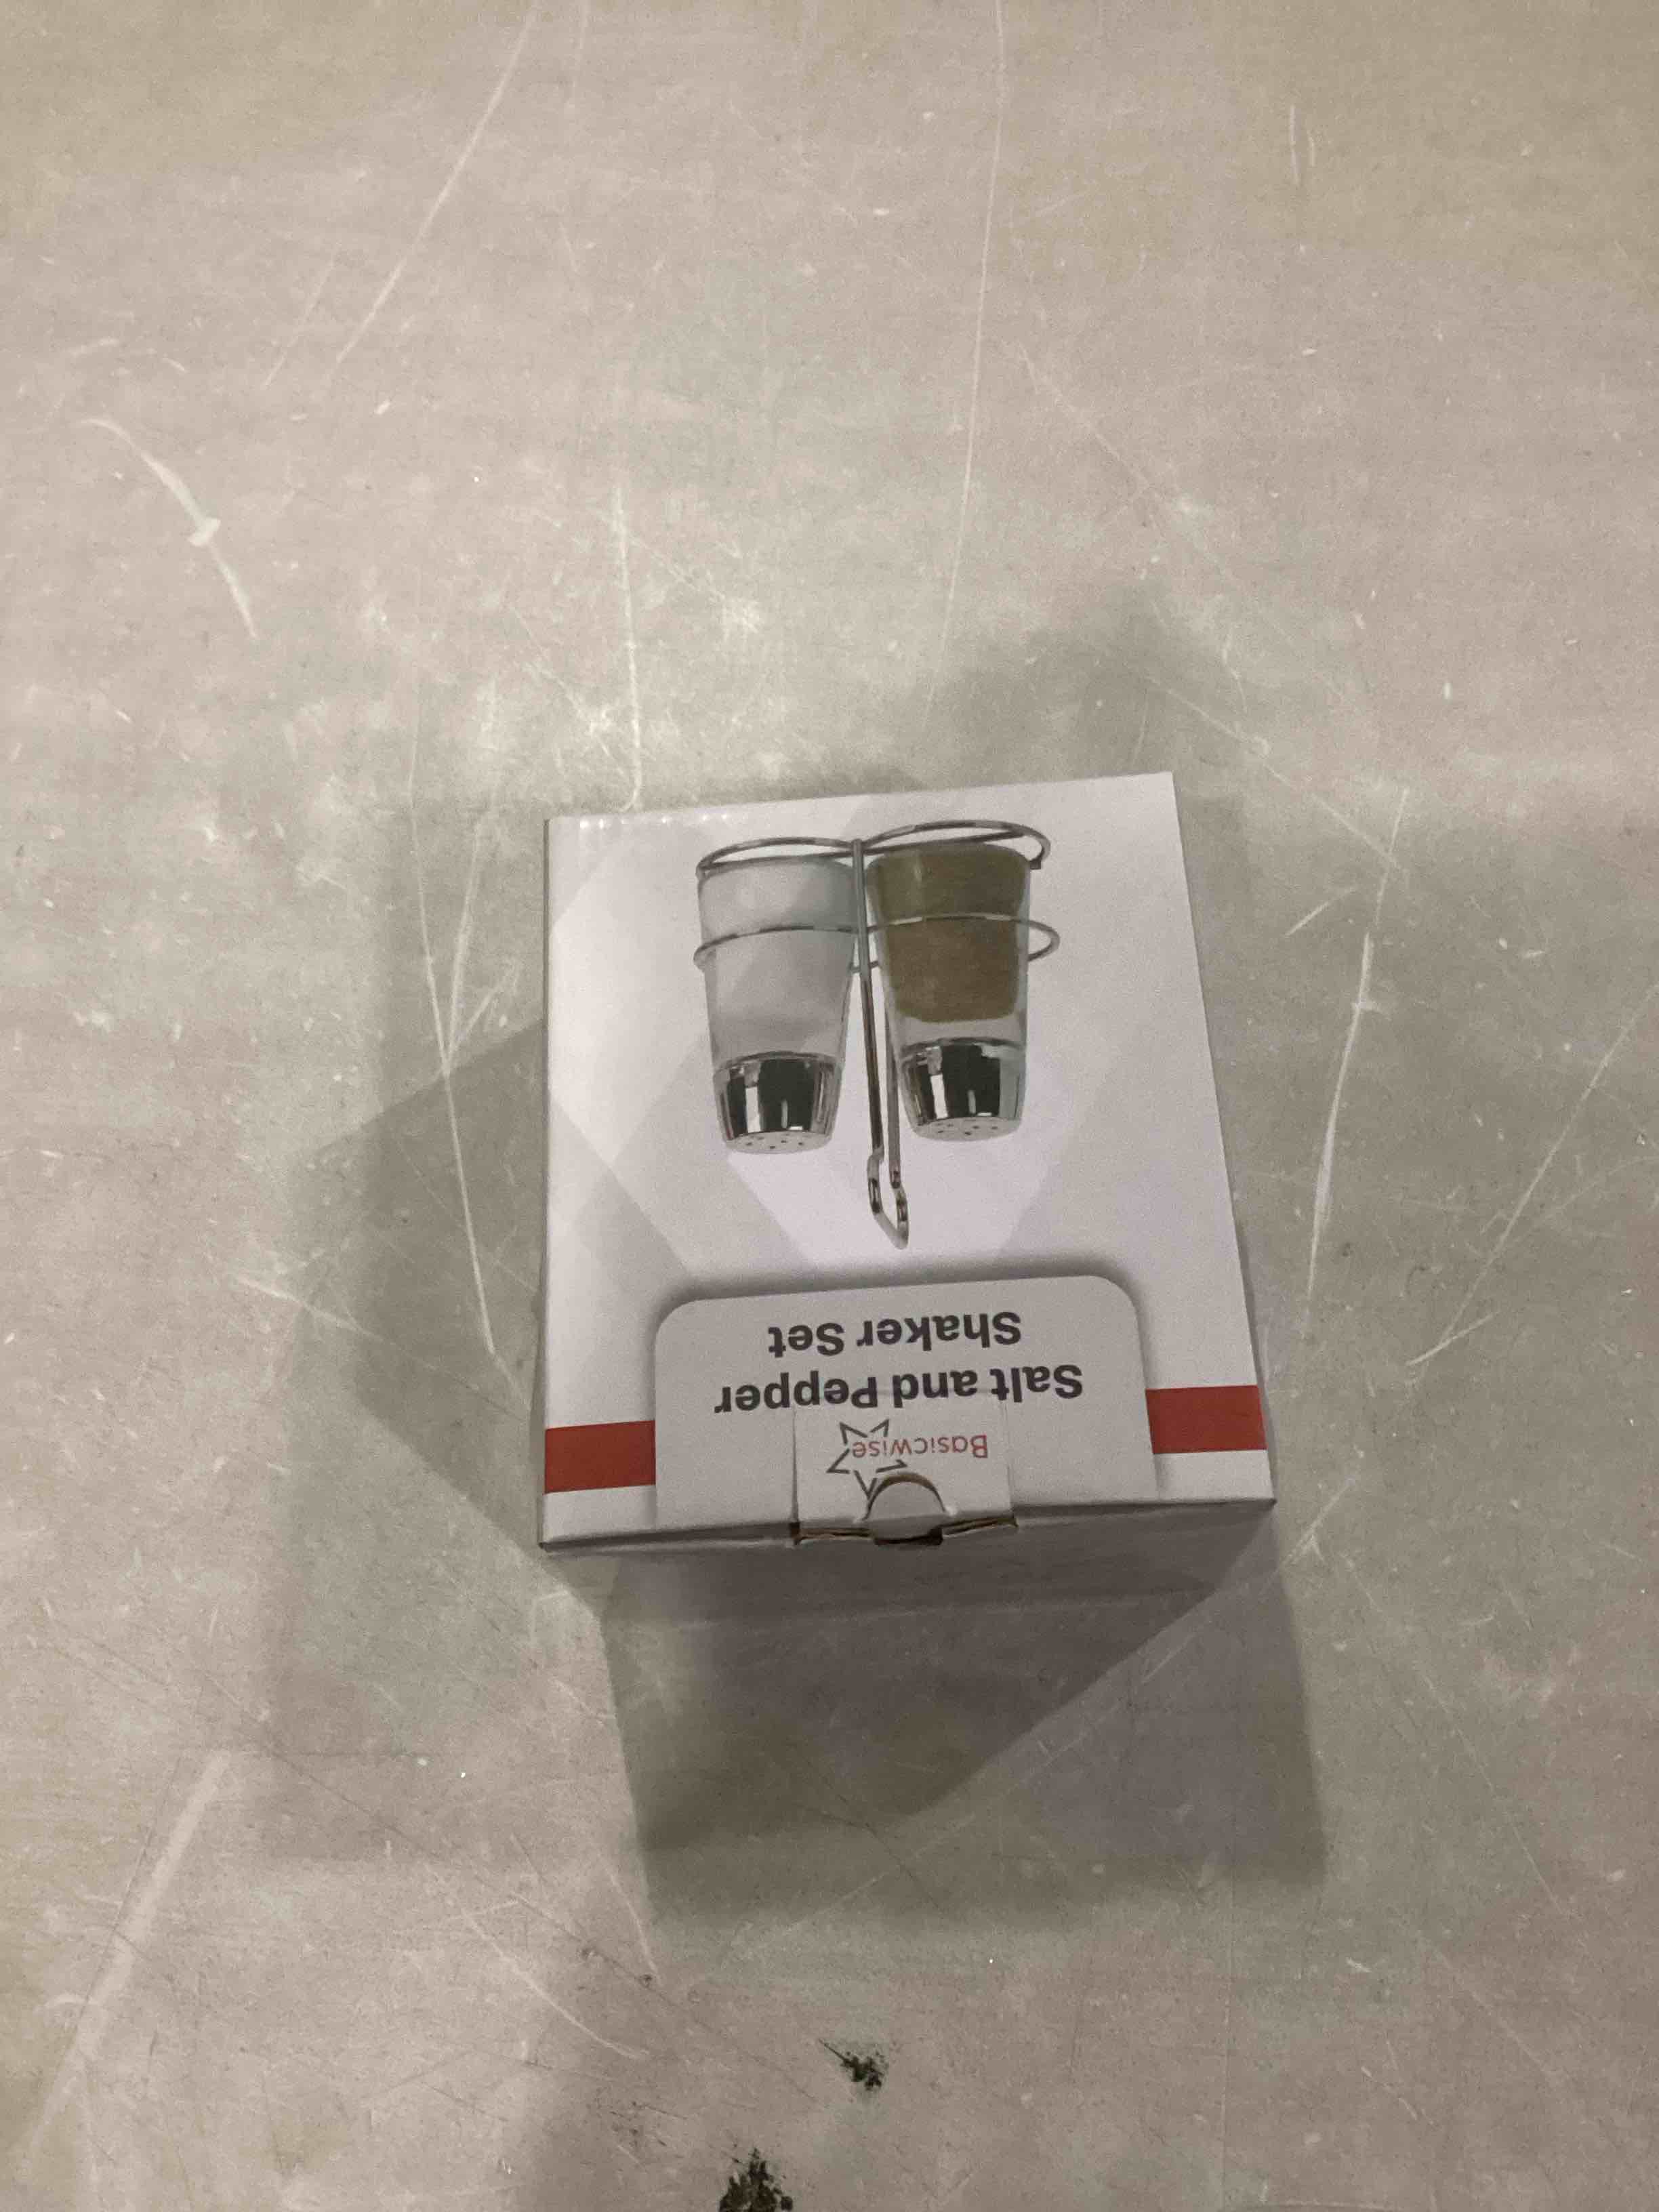 Basicwise
Salt and Pepper
Shaker Set